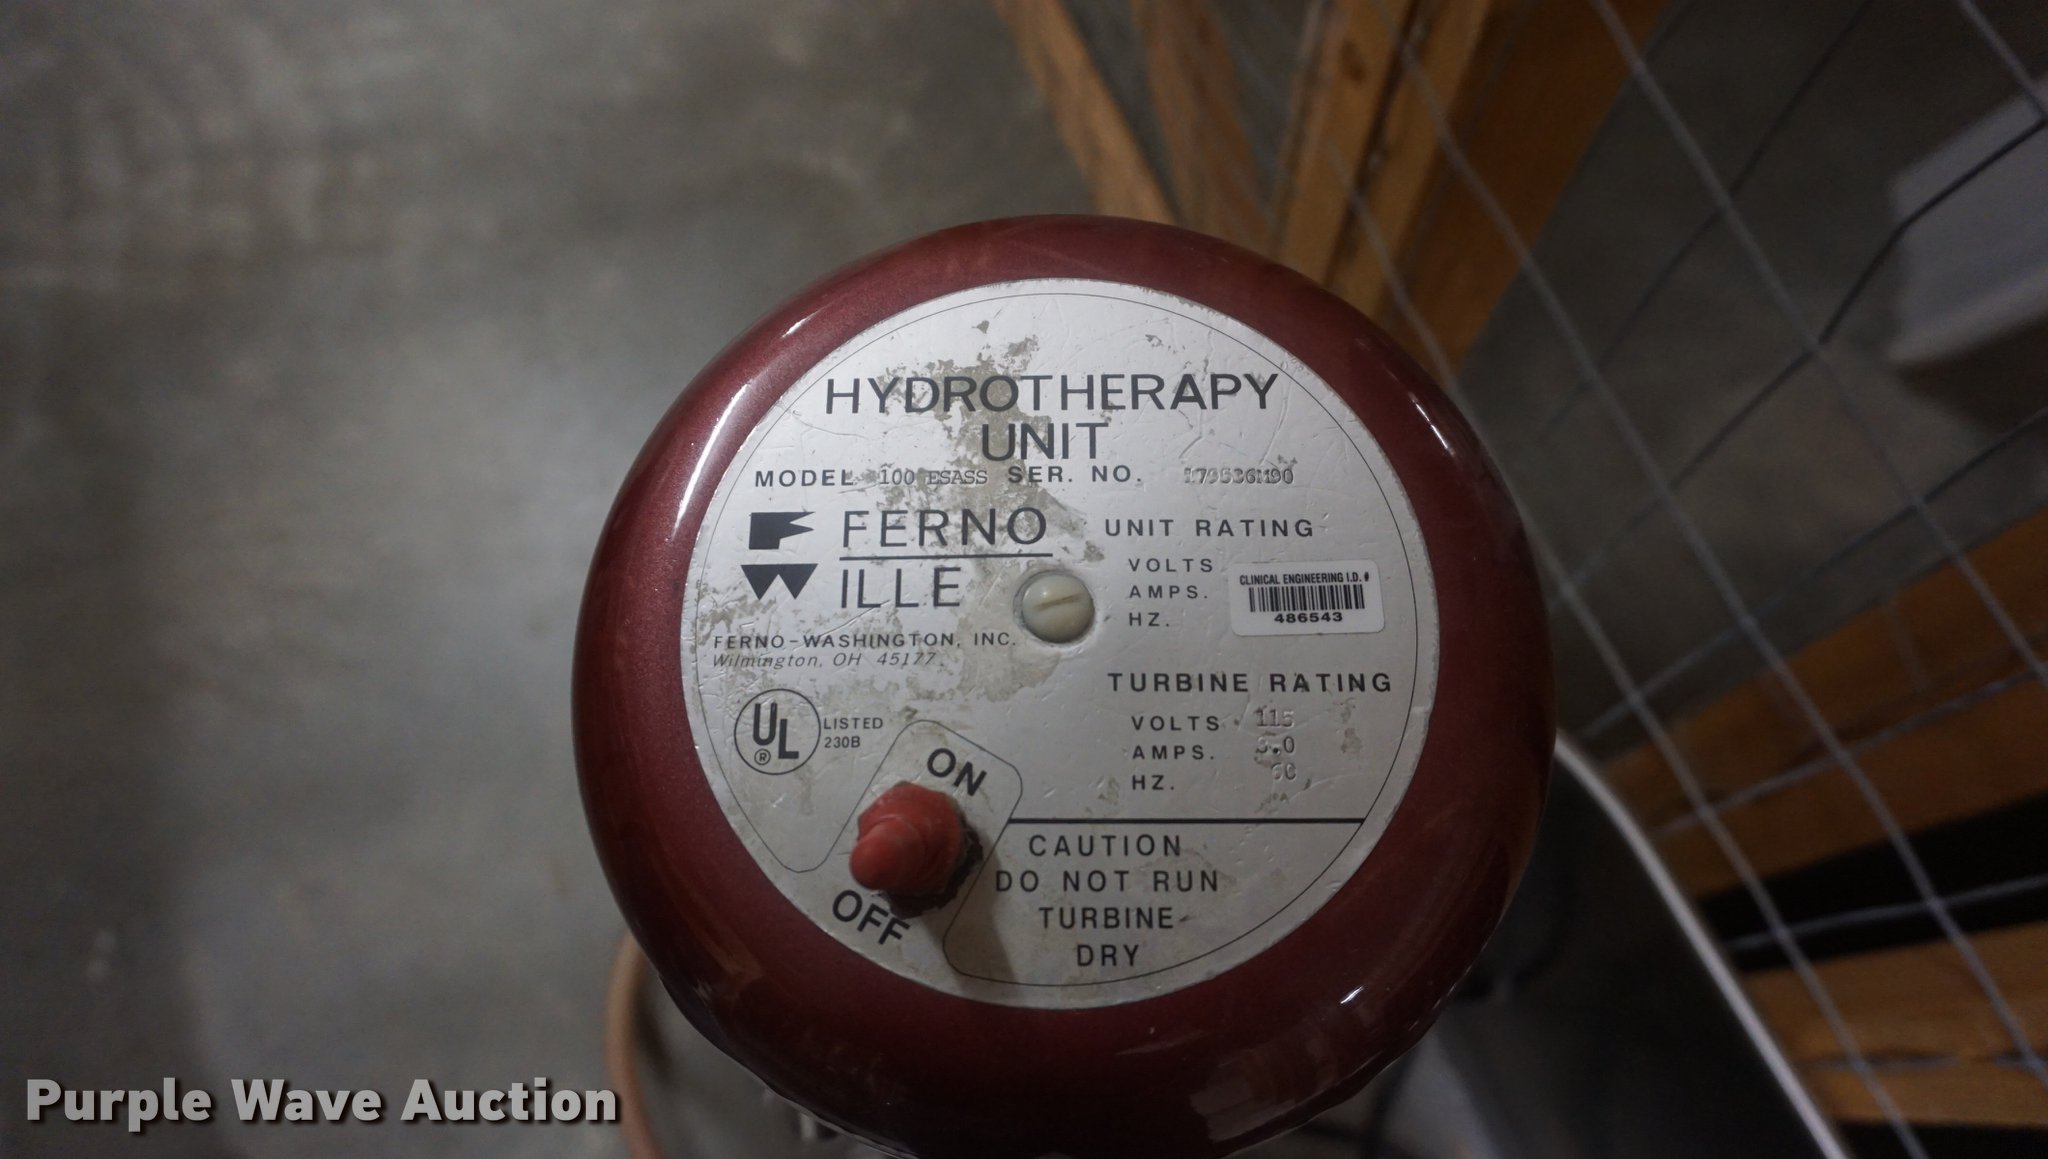 HYDROTHERAPY
UNIT
MODEL 100 ESASS SER. NO.
FERNO
ILLE
FERNO-WASHINGTON, INC.
Wilmington, OH 45177
UL
®
LISTED
230B
UNIT RATING
VOLTS
AMPS.
HZ.
CLINICAL ENGINEERING I.D. #
486543
TURBINE RATING
VOLTS 115
AMPS.
HZ. 60
ON
OFF
CAUTION
DO NOT RUN
TURBINE
DRY
Purple Wave Auction